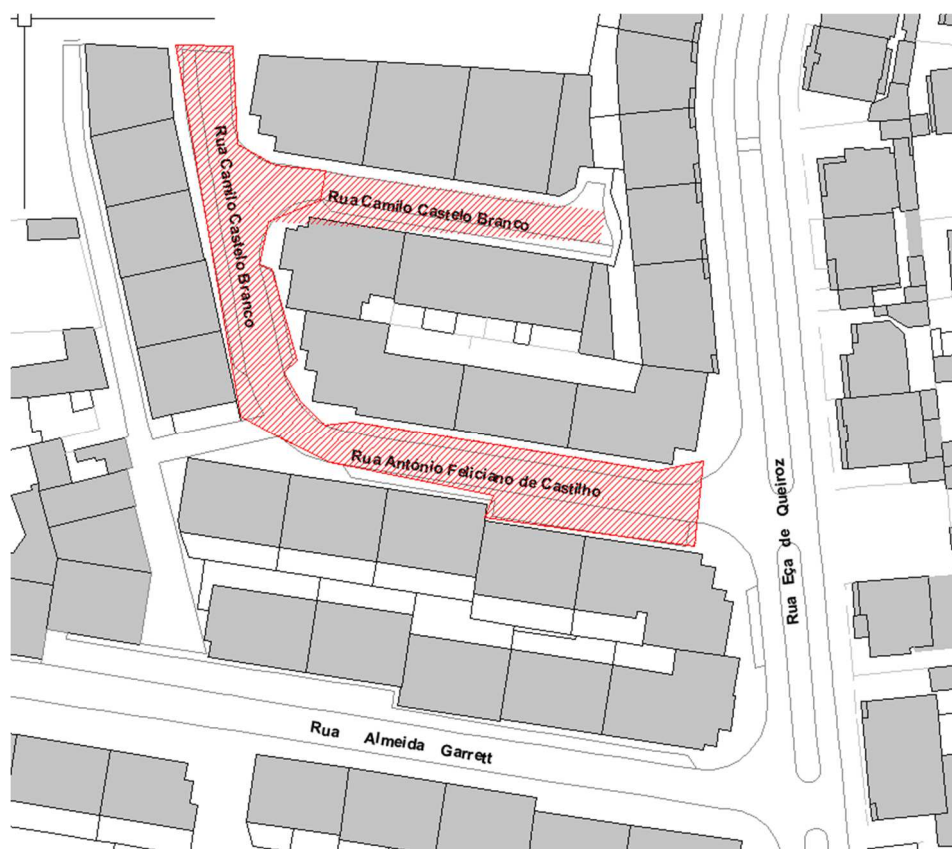 Rua Camilo Castelo Branco
Rua Camilo Castelo Branco
Rua António Feliciano de Castilho
Rua Eça de Queiroz
Rua Almeida Garrett